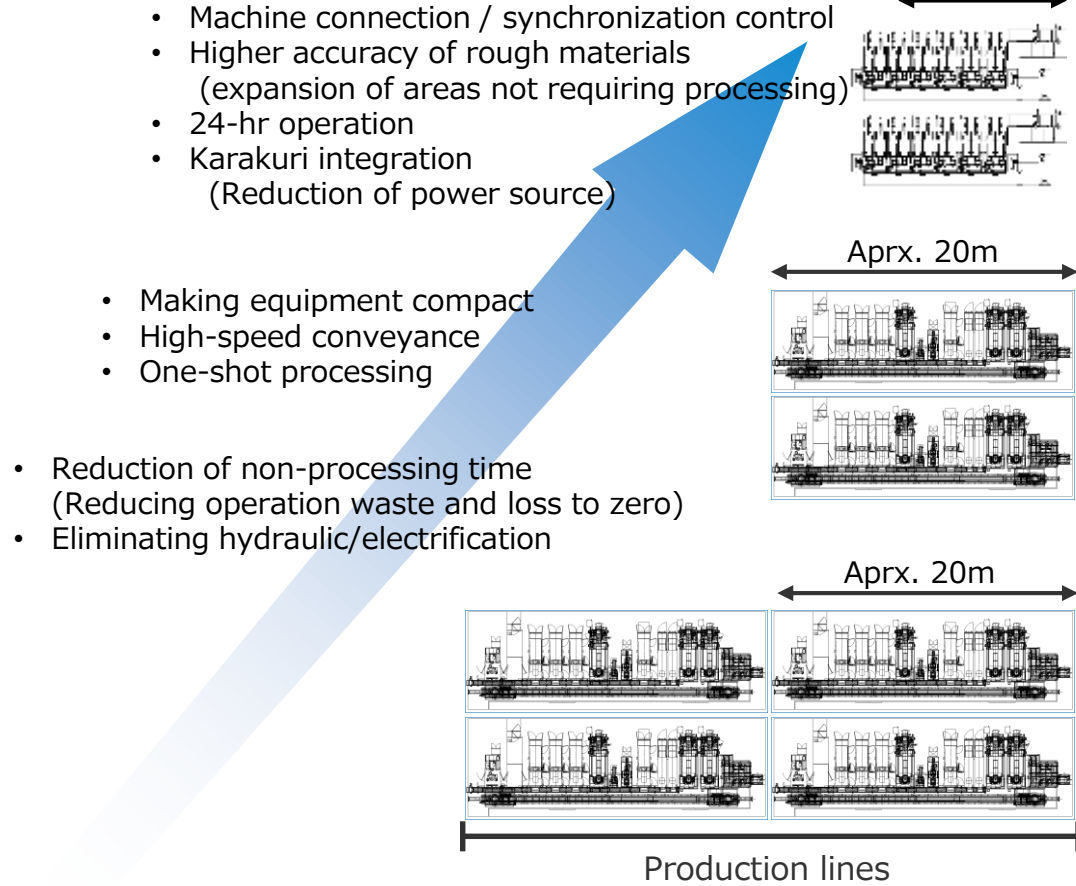 • Machine connection / synchronization control
• Higher accuracy of rough materials
(expansion of areas not requiring processing)
• 24-hr operation
• Karakuri integration
(Reduction of power source)
Aprx. 20m
• Making equipment compact
• High-speed conveyance
• One-shot processing
• Reduction of non-processing time
(Reducing operation waste and loss to zero)
• Eliminating hydraulic/electrification
Aprx. 20m
Production lines